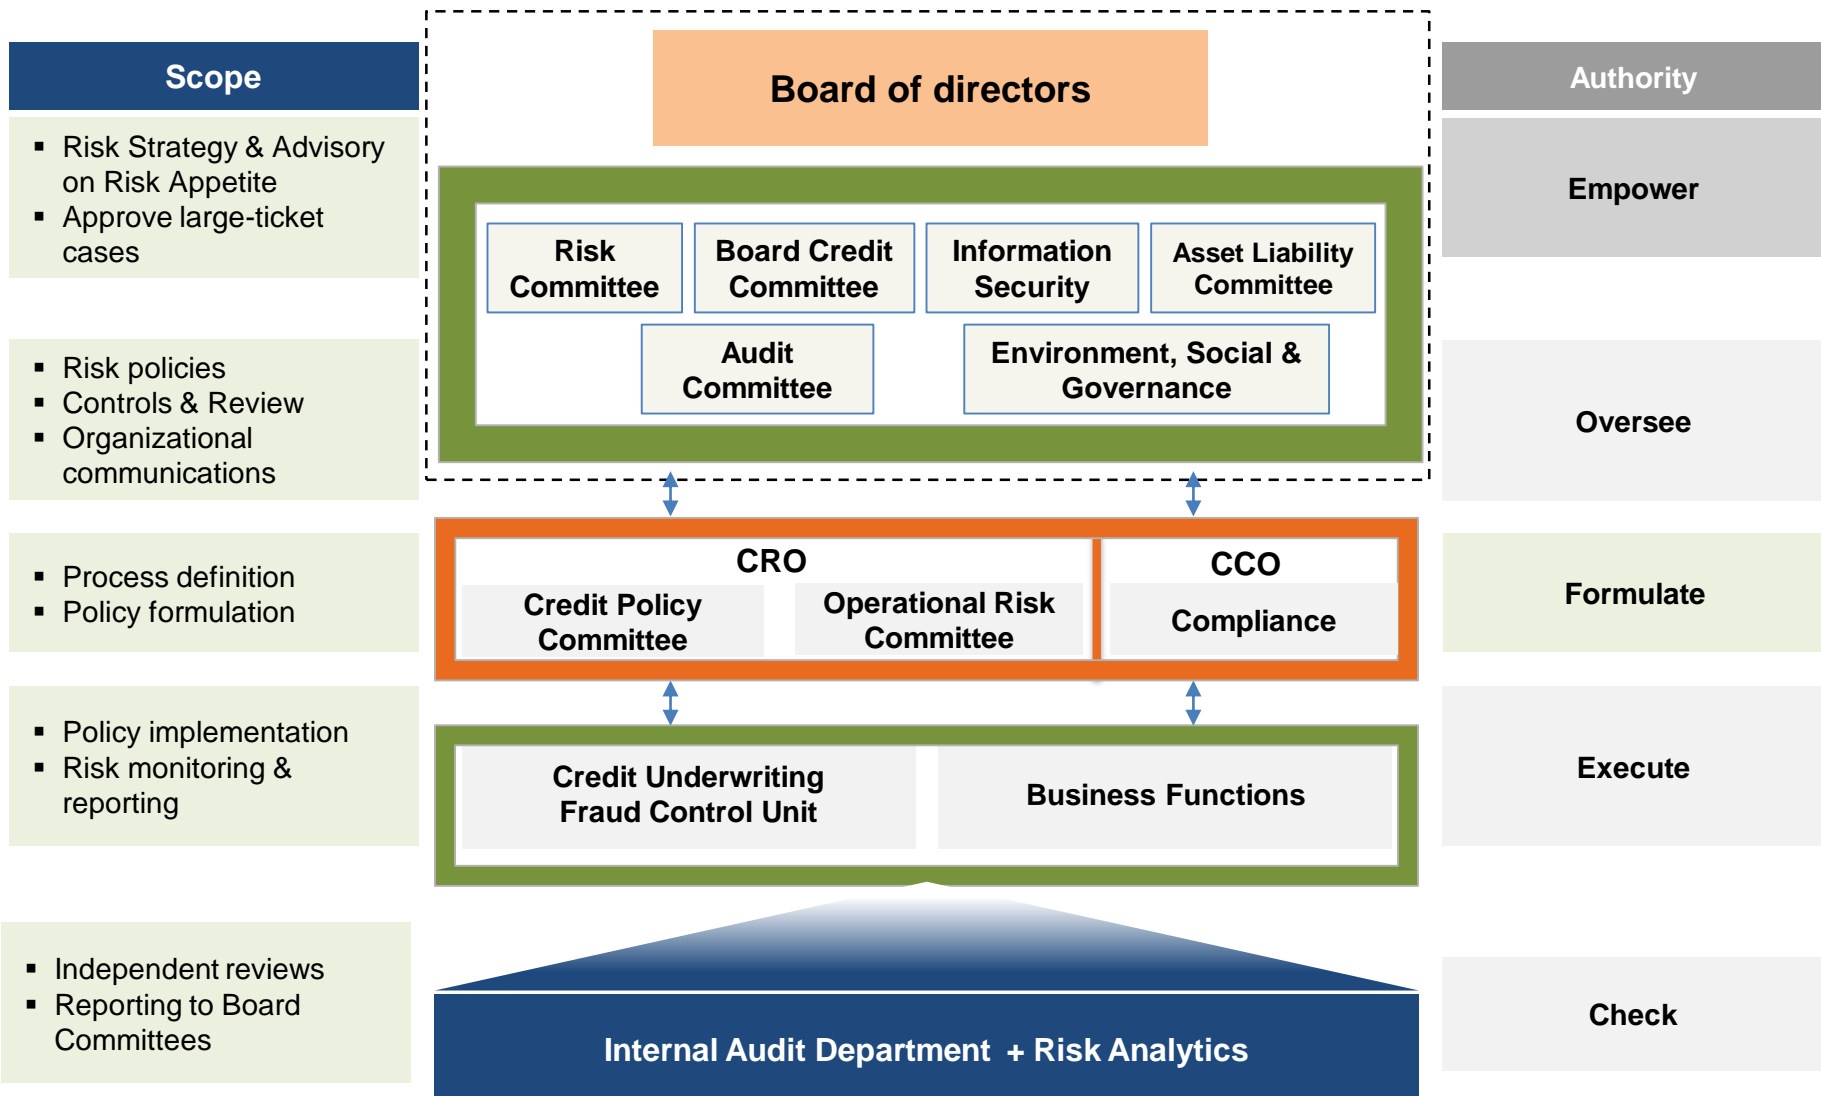 Scope
▪ Risk Strategy & Advisory
on Risk Appetite
▪ Approve large-ticket
cases
▪ Risk policies
▪ Controls & Review
▪ Organizational
communications
▪ Process definition
▪ Policy formulation
▪ Policy implementation
▪ Risk monitoring &
reporting
▪ Independent reviews
▪ Reporting to Board
Committees
Board of directors
Risk
Committee
Board Credit
Committee
Information
Security
Asset Liability
Committee
Audit
Committee
Environment, Social &
Governance
CRO
Credit Policy
Committee
Operational Risk
Committee
CCO
Compliance
Credit Underwriting
Fraud Control Unit
Business Functions
Internal Audit Department + Risk Analytics
Authority
Empower
Oversee
Formulate
Execute
Check